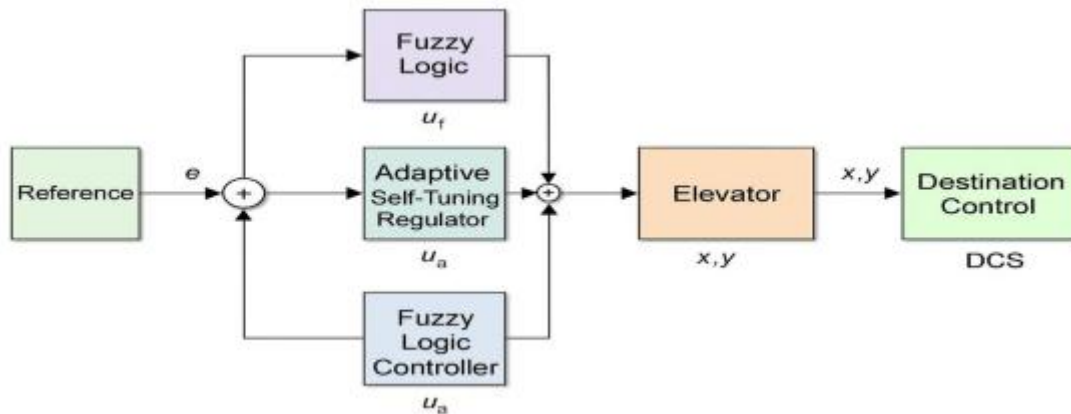 Fuzzy
Logic
u_f
Reference
e
+
Adaptive
Self-Tuning
Regulator
u_a
+
Elevator
x,y
x,y
Destination
Control
DCS
Fuzzy
Logic
Controller
u_a